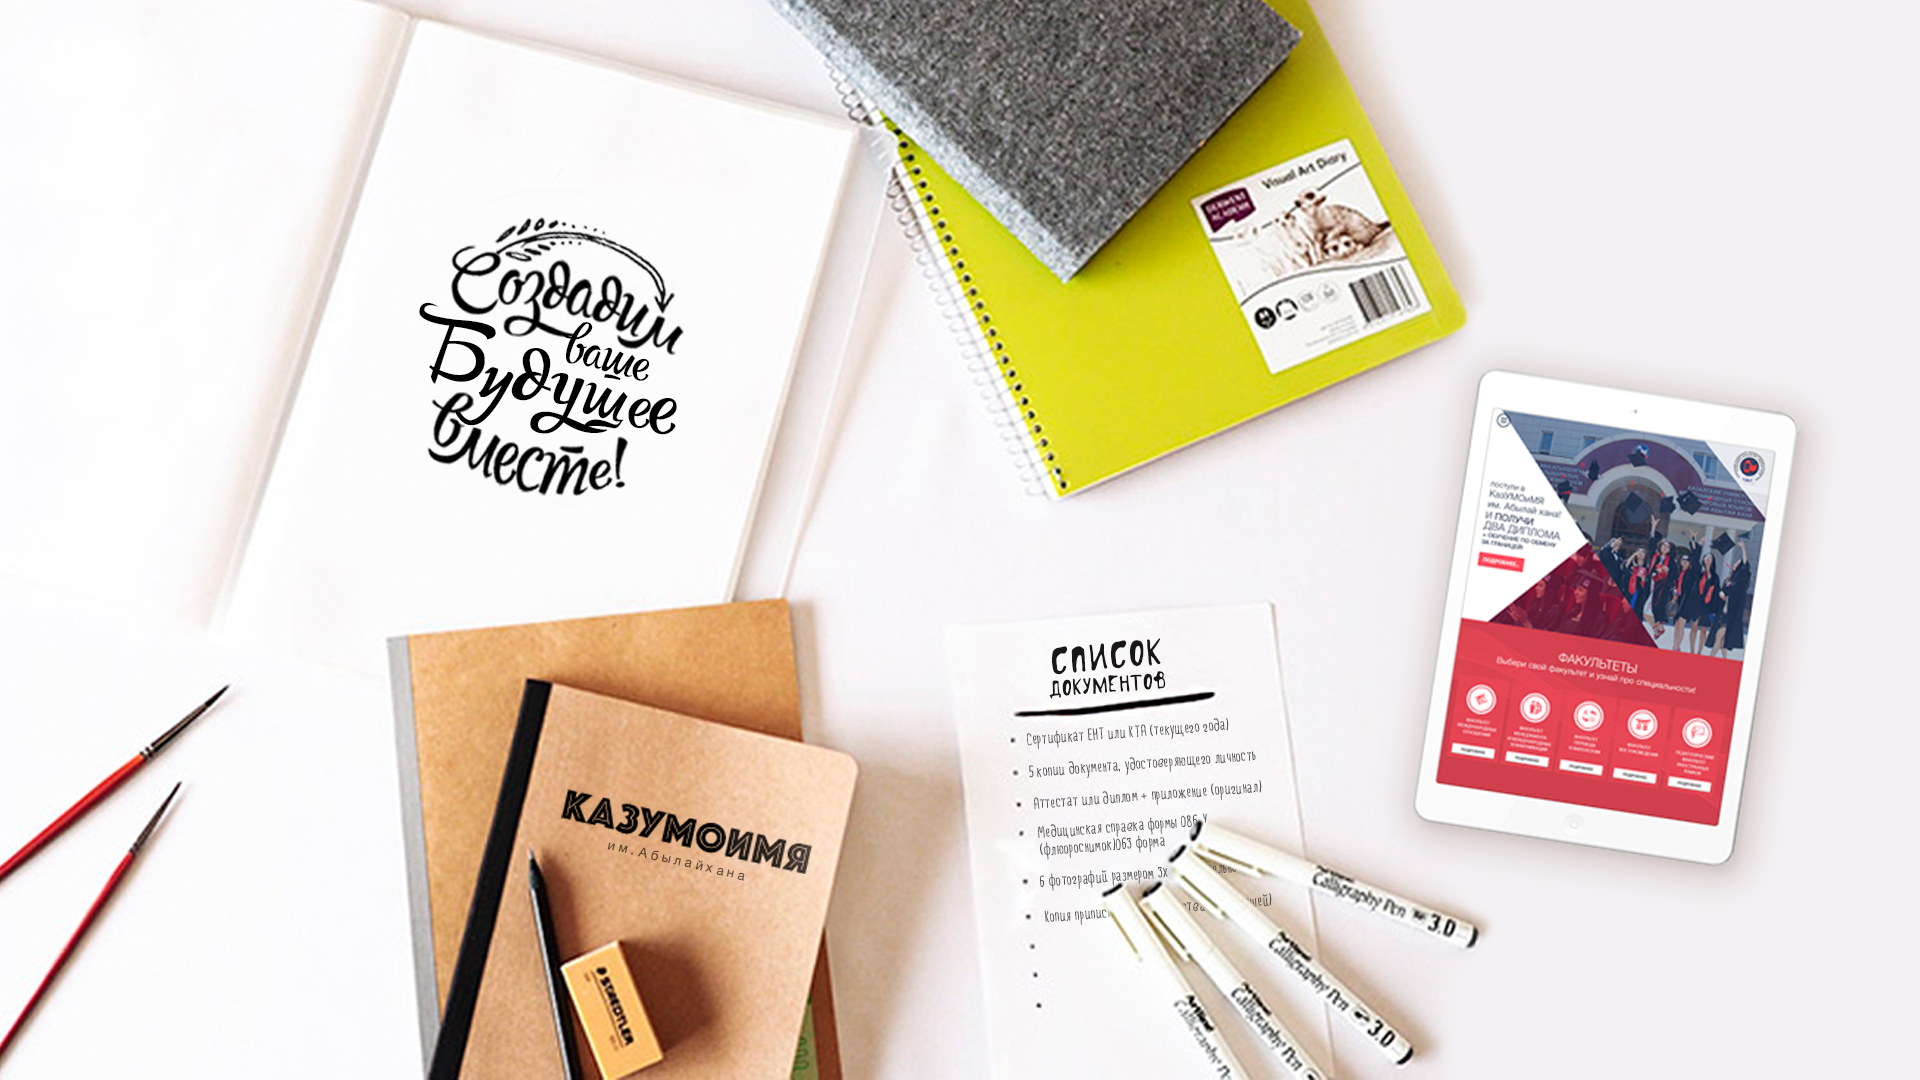 Создадим
ваше
Будущее
вместе!
Visual Art Diary
DERWENT
ACADEMY
КАЗУМОИМЯ
им.Абылайхана
STAEDTLER
СПИСОК
ДОКУМЕНТОВ
Сертификат ЕНТ или КТА (текущего года)
5 копии документа, удостоверяющего личность
Аттестат или диплом + приложение (оригинал)
Медицинская справка формы 086-У
(флюороснимок)063 форма
6 фотографий размером 3х
Копия
Calligraphy Pen 3.0
Calligraphy Pen 3.0
Calligraphy Pen
Calligraphy Pen
ПОСТУПИ В
КазУМОиМЯ
им. Абылай хана!
И ПОЛУЧИ
ДВА ДИПЛОМА
+ ОБУЧЕНИЕ ПО ОБМЕНУ
ЗА ГРАНИЦЕЙ!
ПОДРОБНЕЕ...
ФАКУЛЬТЕТЫ
Выбери свой факультет и узнай про специальности!